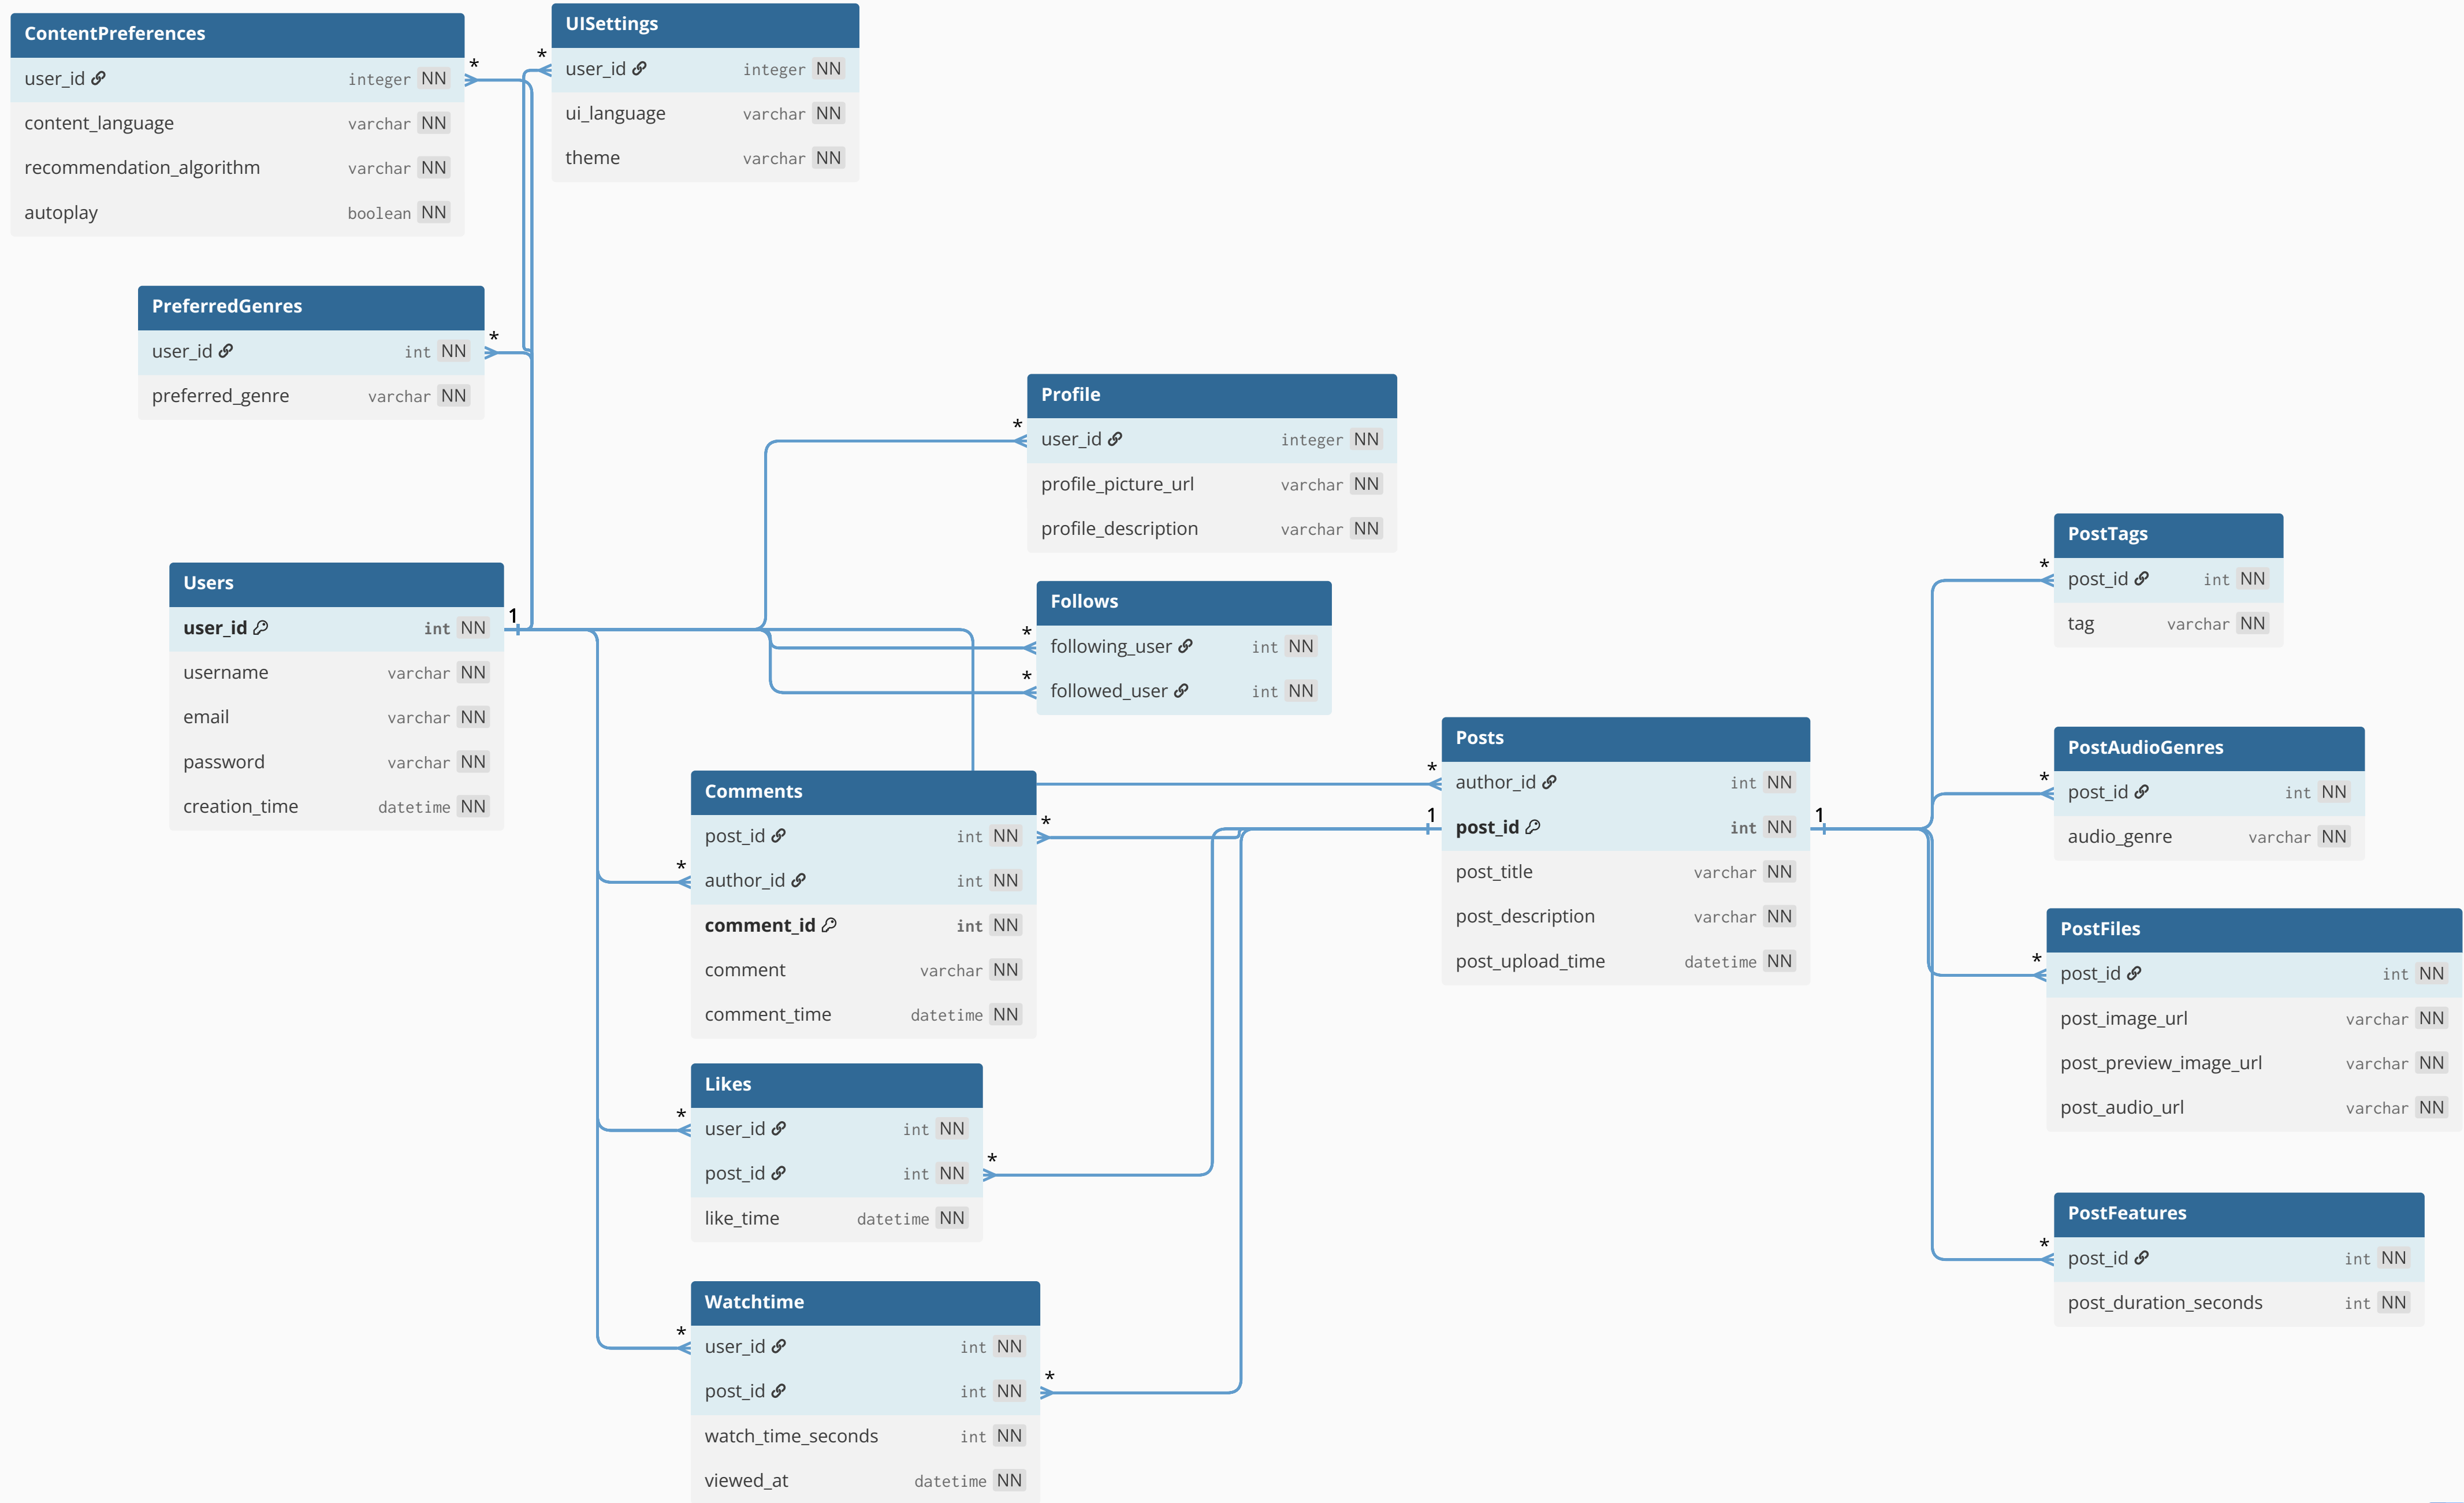 ContentPreferences
user_id integer NN
content_language varchar NN
recommendation_algorithm varchar NN
autoplay boolean NN
*
UISettings
user_id integer NN
ui_language varchar NN
theme varchar NN
*
PreferredGenres
user_id int NN
preferred_genre varchar NN
*
Profile
user_id integer NN
profile_picture_url varchar NN
profile_description varchar NN
*
Users
user_id int NN
username varchar NN
email varchar NN
password varchar NN
creation_time datetime NN
1
Follows
following_user int NN
followed_user int NN
*
*
Comments
post_id int NN
author_id int NN
comment_id int NN
comment varchar NN
comment_time datetime NN
*
*
Likes
user_id int NN
post_id int NN
like_time datetime NN
*
*
Watchtime
user_id int NN
post_id int NN
watch_time_seconds int NN
viewed_at datetime NN
*
*
Posts
author_id int NN
post_id int NN
post_title varchar NN
post_description varchar NN
post_upload_time datetime NN
*
1
1
PostTags
post_id int NN
tag varchar NN
*
PostAudioGenres
post_id int NN
audio_genre varchar NN
*
PostFiles
post_id int NN
post_image_url varchar NN
post_preview_image_url varchar NN
post_audio_url varchar NN
*
PostFeatures
post_id int NN
post_duration_seconds int NN
*